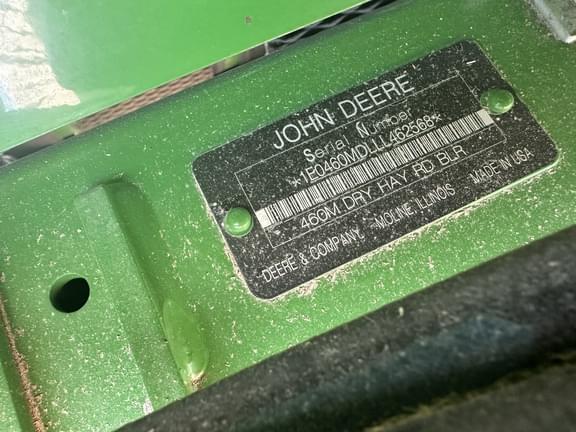 JOHN DEERE
Serial Number
*1E0460MDLLL462568*
460M,DRY HAY RD BLR
DEERE & COMPANY MOLINE, ILLINOIS MADE IN USA